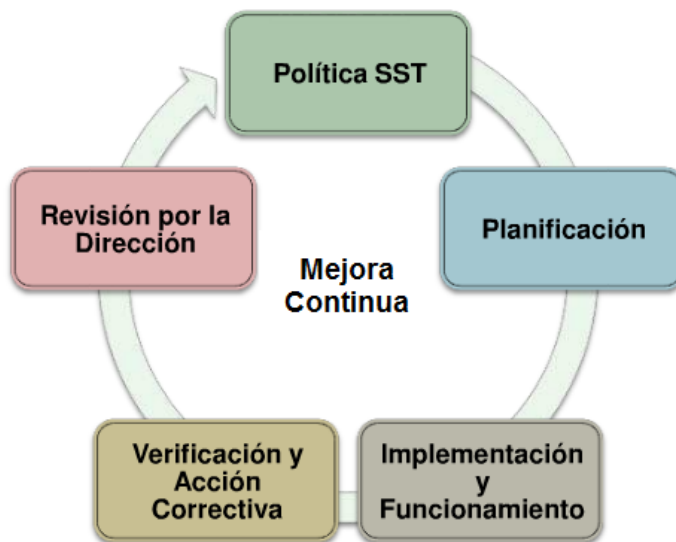 Política SST
Planificación
Implementación
y
Funcionamiento
Verificación y
Acción
Correctiva
Revisión por la
Dirección
Mejora
Continua